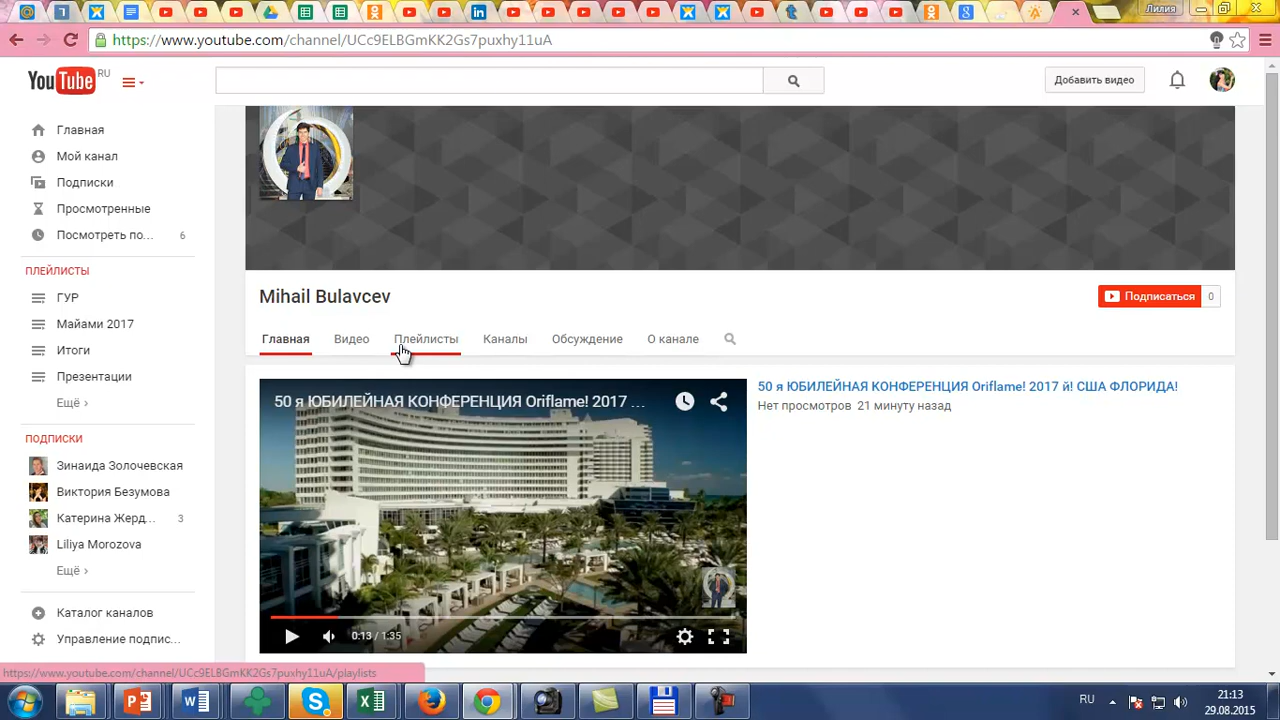 Лилия
https://www.youtube.com/channel/UCc9ELBGmKK2Gs7puxhy11uA
YouTube RU
Добавить видео
Главная
Мой канал
Подписки
Просмотренные
Посмотреть по... 6
ПЛЕЙЛИСТЫ
ГУР
Майами 2017
Итоги
Презентации
Ещё ›
ПОДПИСКИ
Зинаида Золочевская
Виктория Безумова
Катерина Жерд... 3
Liliya Morozova
Ещё ›
Каталог каналов
Управление подпис...
Mihail Bulavcev
Подписаться 0
Главная Видео Плейлисты Каналы Обсуждение О канале
50 я ЮБИЛЕЙНАЯ КОНФЕРЕНЦИЯ Oriflame! 2017 ...
0:13 / 1:35
50 я ЮБИЛЕЙНАЯ КОНФЕРЕНЦИЯ Oriflame! 2017 й! США ФЛОРИДА!
Нет просмотров 21 минуту назад
https://www.youtube.com/channel/UCc9ELBGmKK2Gs7puxhy11uA/playlists
RU
21:13
29.08.2015